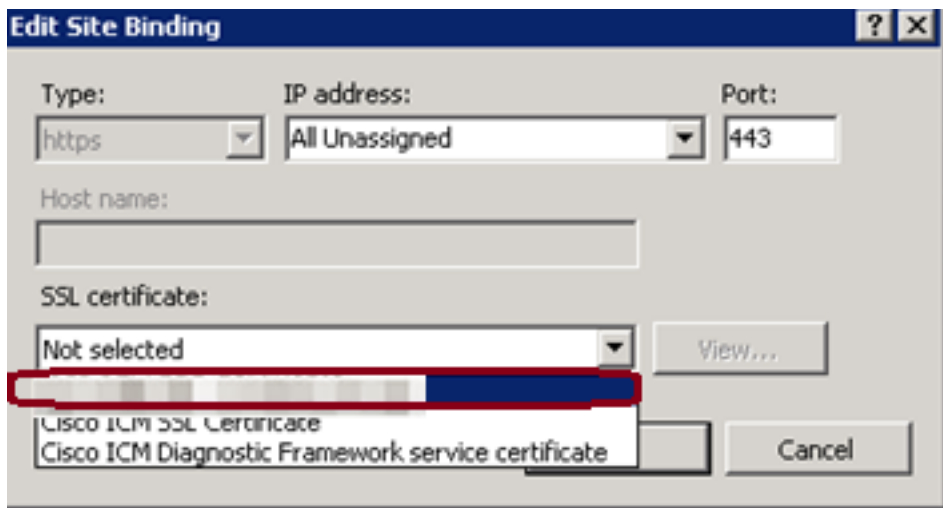 Edit Site Binding
Type: IP address: Port:
https All Unassigned 443
Host name:
SSL certificate:
Not selected View...
Cisco ICM SSL Certificate
Cisco ICM Diagnostic Framework service certificate Cancel